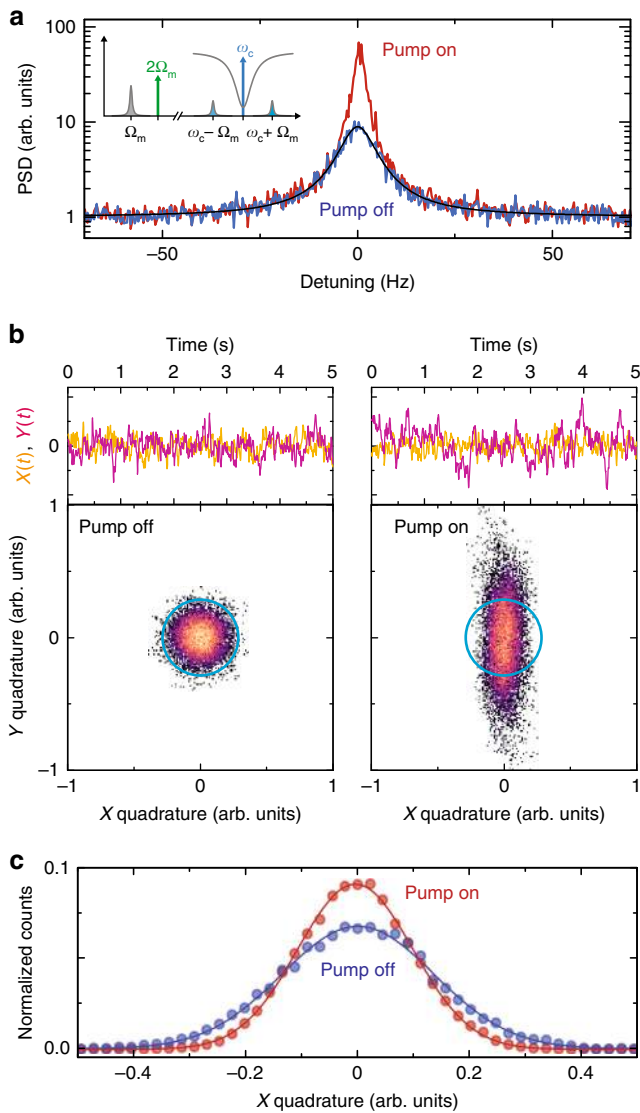 a
100
10
1
PSD (arb. units)
2Ωm
ωc
Ωm
ωc – Ωm
ωc + Ωm
Pump on
Pump off
–50
0
50
Detuning (Hz)
b
Time (s)
0 1 2 3 4 5
X(t), Y(t)
0
Pump off
1
0
–1
Y quadrature (arb. units)
–1
0
1
X quadrature (arb. units)
Time (s)
0 1 2 3 4 5
Pump on
–1
0
1
X quadrature (arb. units)
c
0.1
0.0
Normalized counts
Pump on
Pump off
–0.4
–0.2
0
0.2
0.4
X quadrature (arb. units)